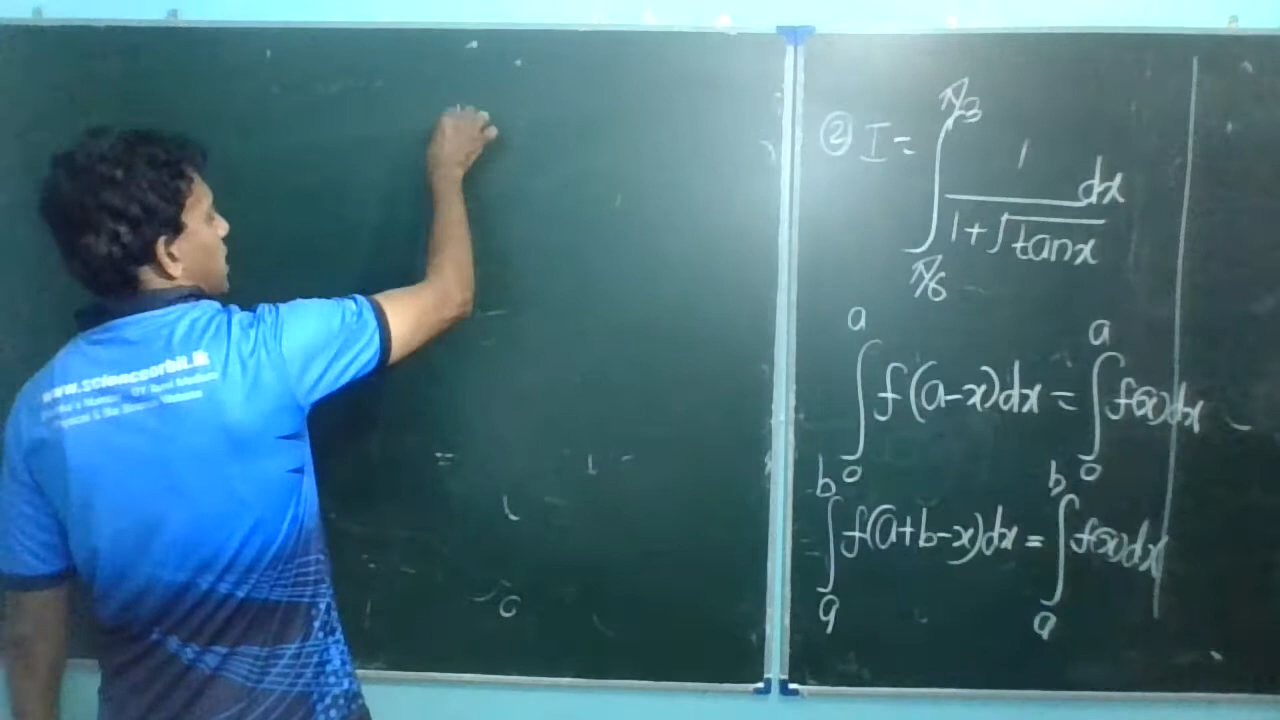 www.scienceorbit.lk
② I = ∫_{π/6}^{π/3} 1/(1+√tanx) dx
∫_0^a f(a-x)dx = ∫_0^a f(x)dx
∫_a^b f(a+b-x)dx = ∫_a^b f(x)dx